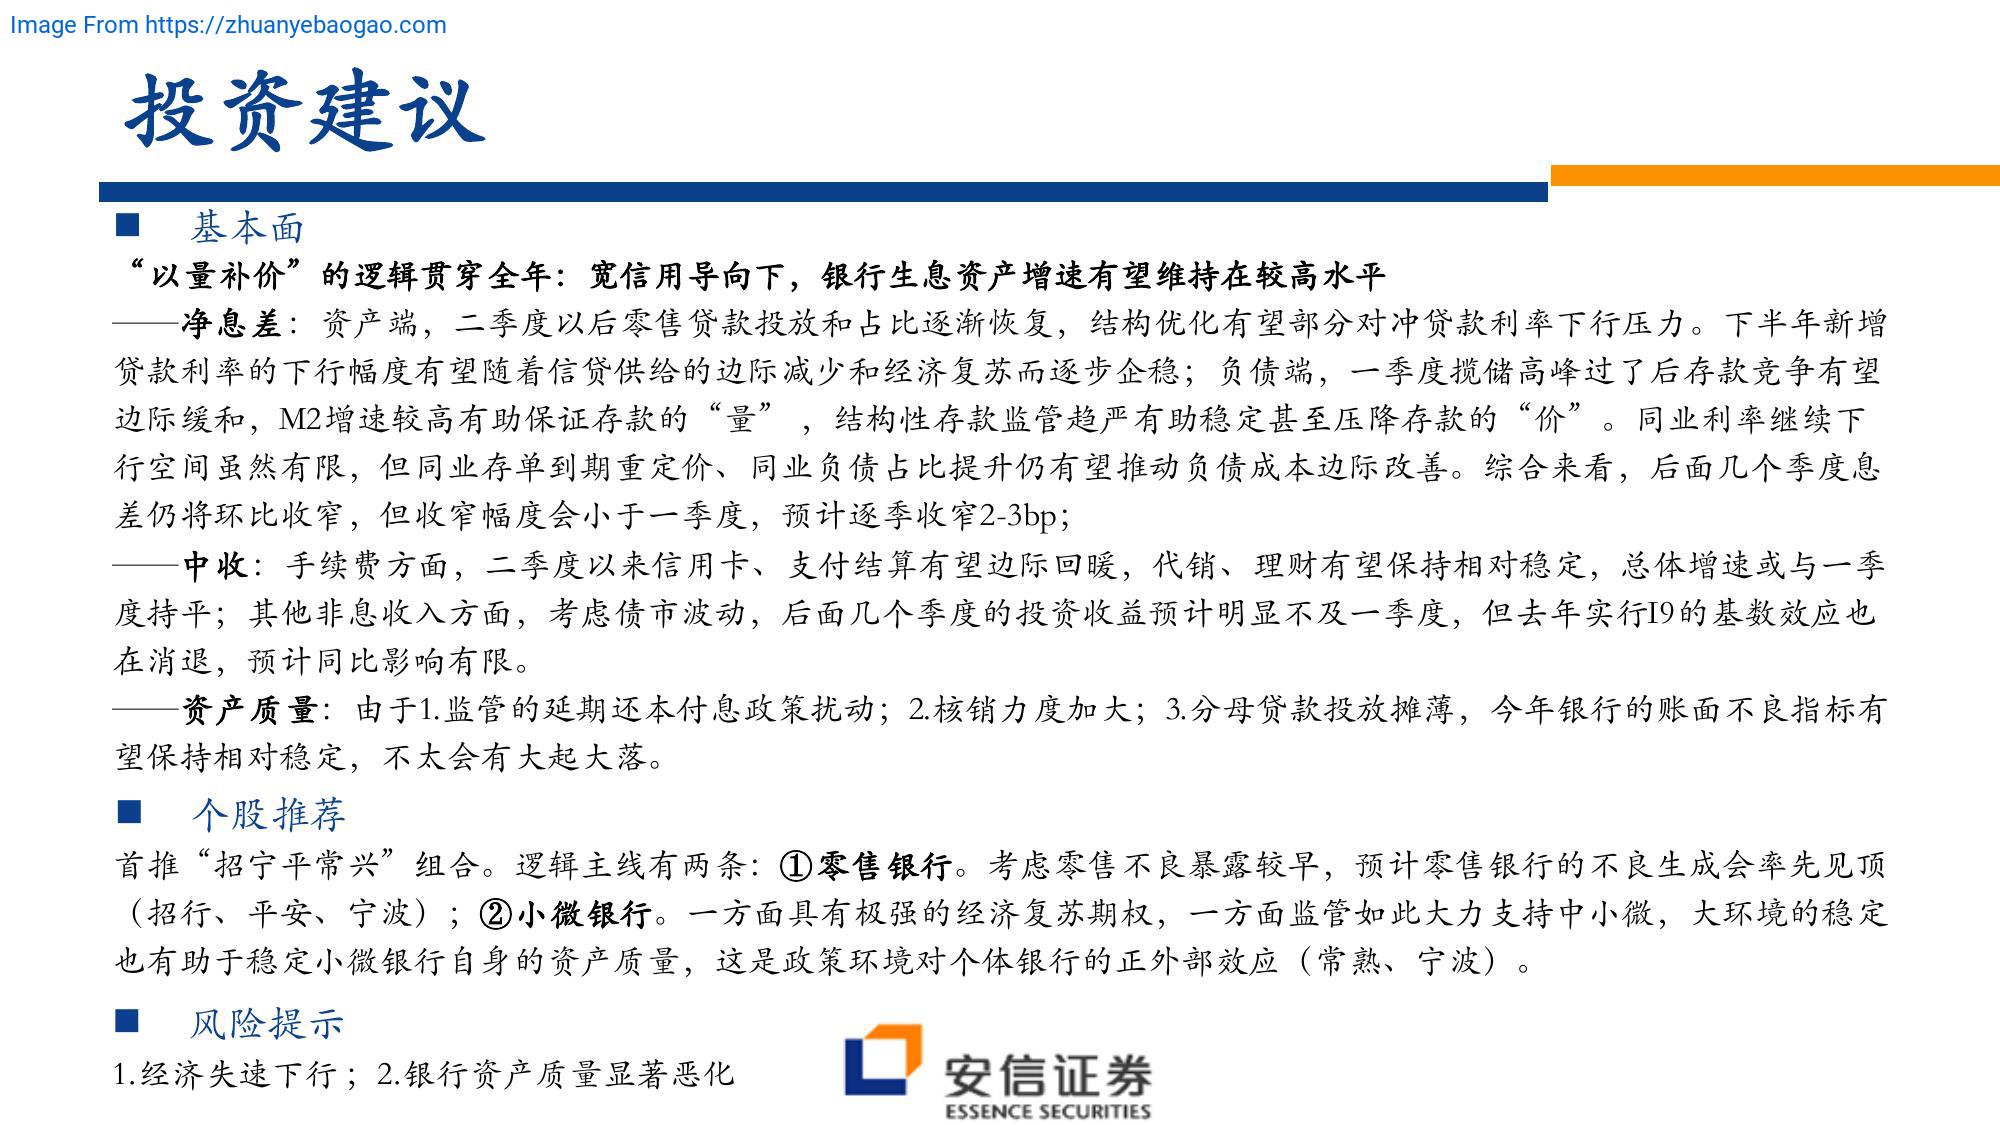 Image From https://zhuanyebaogao.com
投资建议
■ 基本面
“以量补价”的逻辑贯穿全年：宽信用导向下，银行生息资产增速有望维持在较高水平
——净息差：资产端，二季度以后零售贷款投放和占比逐渐恢复，结构优化有望部分对冲贷款利率下行压力。下半年新增
贷款利率的下行幅度有望随着信贷供给的边际减少和经济复苏而逐步企稳；负债端，一季度揽储高峰过了后存款竞争有望
边际缓和，M2增速较高有助保证存款的“量”，结构性存款监管趋严有助稳定甚至压降存款的“价”。同业利率继续下
行空间虽然有限，但同业存单到期重定价、同业负债占比提升仍有望推动负债成本边际改善。综合来看，后面几个季度息
差仍将环比收窄，但收窄幅度会小于一季度，预计逐季收窄2-3bp；
——中收：手续费方面，二季度以来信用卡、支付结算有望边际回暖，代销、理财有望保持相对稳定，总体增速或与一季
度持平；其他非息收入方面，考虑债市波动，后面几个季度的投资收益预计明显不及一季度，但去年实行I9的基数效应也
在消退，预计同比影响有限。
——资产质量：由于1.监管的延期还本付息政策扰动；2.核销力度加大；3.分母贷款投放摊薄，今年银行的账面不良指标有
望保持相对稳定，不太会有大起大落。
■ 个股推荐
首推“招宁平常兴”组合。逻辑主线有两条：①零售银行。考虑零售不良暴露较早，预计零售银行的不良生成会率先见顶
（招行、平安、宁波）；②小微银行。一方面具有极强的经济复苏期权，一方面监管如此大力支持中小微，大环境的稳定
也有助于稳定小微银行自身的资产质量，这是政策环境对个体银行的正外部效应（常熟、宁波）。
■ 风险提示
1.经济失速下行；2.银行资产质量显著恶化
安信证券
ESSENCE SECURITIES